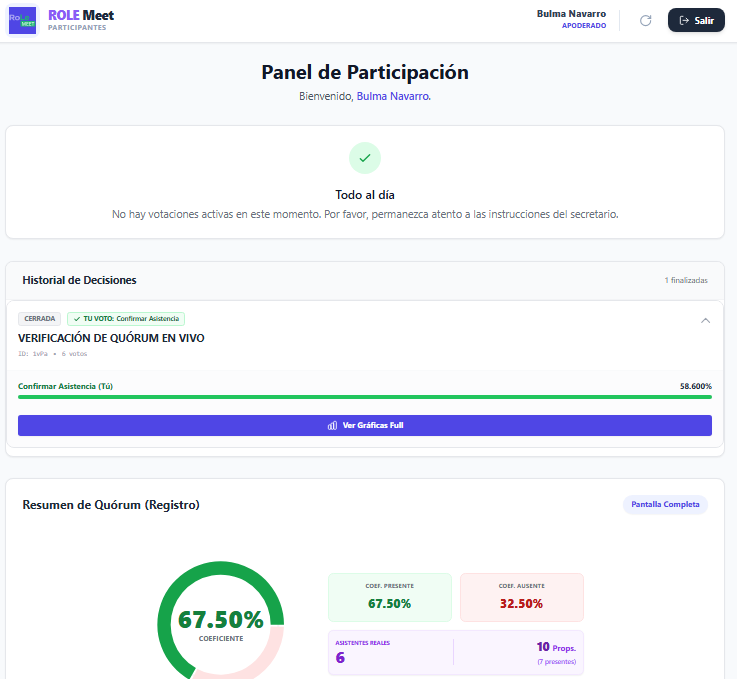 RoLe
MEET
ROLE Meet
PARTICIPANTES
Bulma Navarro
APODERADO
Salir
Panel de Participación
Bienvenido, Bulma Navarro.
Todo al día
No hay votaciones activas en este momento. Por favor, permanezca atento a las instrucciones del secretario.
Historial de Decisiones
1 finalizadas
CERRADA
TU VOTO: Confirmar Asistencia
VERIFICACIÓN DE QUÓRUM EN VIVO
ID: 1vPa • 6 votos
Confirmar Asistencia (Tú)
58.600%
Ver Gráficas Full
Resumen de Quórum (Registro)
Pantalla Completa
67.50%
COEFICIENTE
COEF. PRESENTE
67.50%
COEF. AUSENTE
32.50%
ASISTENTES REALES
6
10 Props.
(7 presentes)